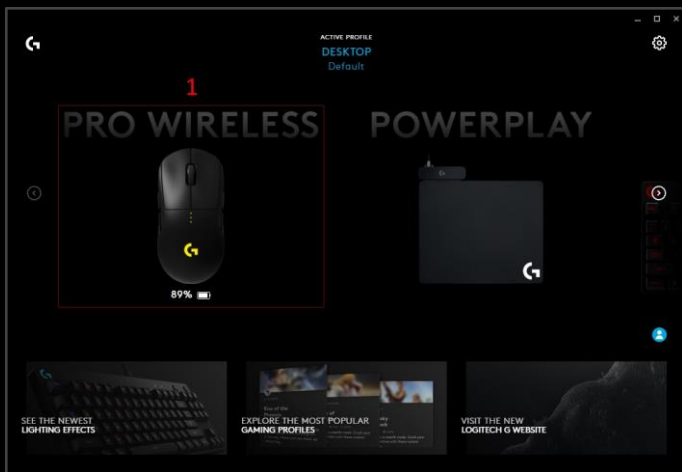 ACTIVE PROFILE
DESKTOP
Default
1
PRO WIRELESS
POWERPLAY
89%
SEE THE NEWEST
LIGHTING EFFECTS
EXPLORE THE MOST POPULAR
GAMING PROFILES
VISIT THE NEW
LOGITECH G WEBSITE